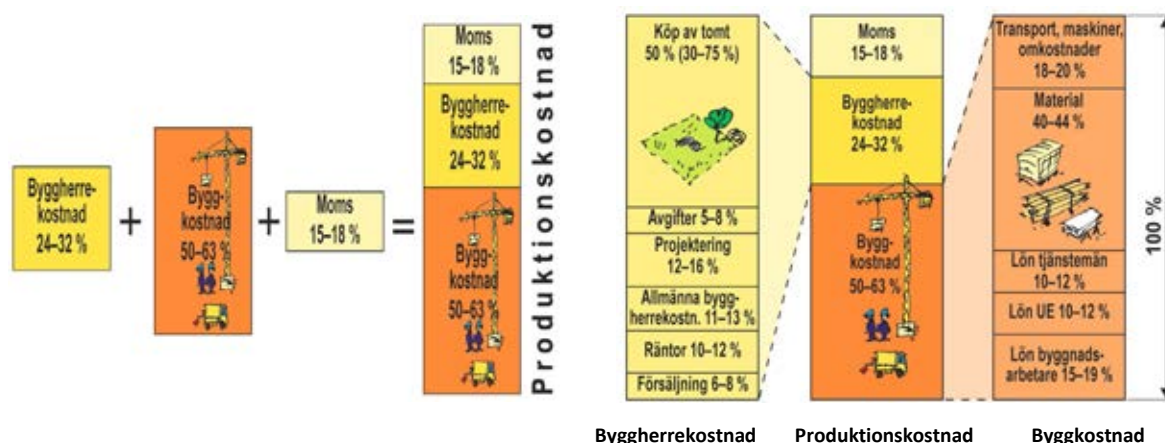 Byggherre-
kostnad
24–32 %
+
Bygg-
kostnad
50–63 %
+
Moms
15–18 %
=
Moms
15–18 %
Byggherre-
kostnad
24–32 %
Bygg-
kostnad
50–63 %
Produktionskostnad
Köp av tomt
50 % (30–75 %)
Avgifter 5–8 %
Projektering
12–16 %
Allmänna bygg-
herrekostn. 11–13 %
Räntor 10–12 %
Försäljning 6–8 %
Byggherrekostnad
Moms
15–18 %
Byggherre-
kostnad
24–32 %
Bygg-
kostnad
50–63 %
Produktionskostnad
Transport, maskiner,
omkostnader
18–20 %
Material
40–44 %
Lön tjänstemän
10–12 %
Lön UE 10–12 %
Lön byggnads-
arbetare 15–19 %
Byggkostnad
100 %